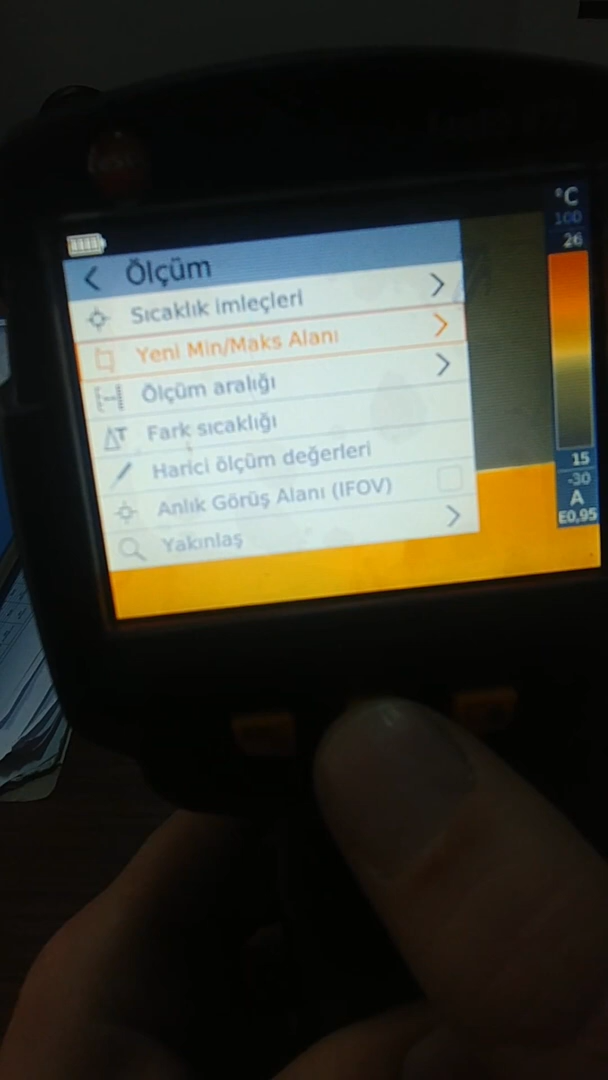 °C
100
26
Ölçüm
Sıcaklık imleçleri
Yeni Min/Maks Alanı
Ölçüm aralığı
ΔT Fark sıcaklığı
Harici ölçüm değerleri
Anlık Görüş Alanı (IFOV)
Yakınlaş
15
-30
A
E0,95